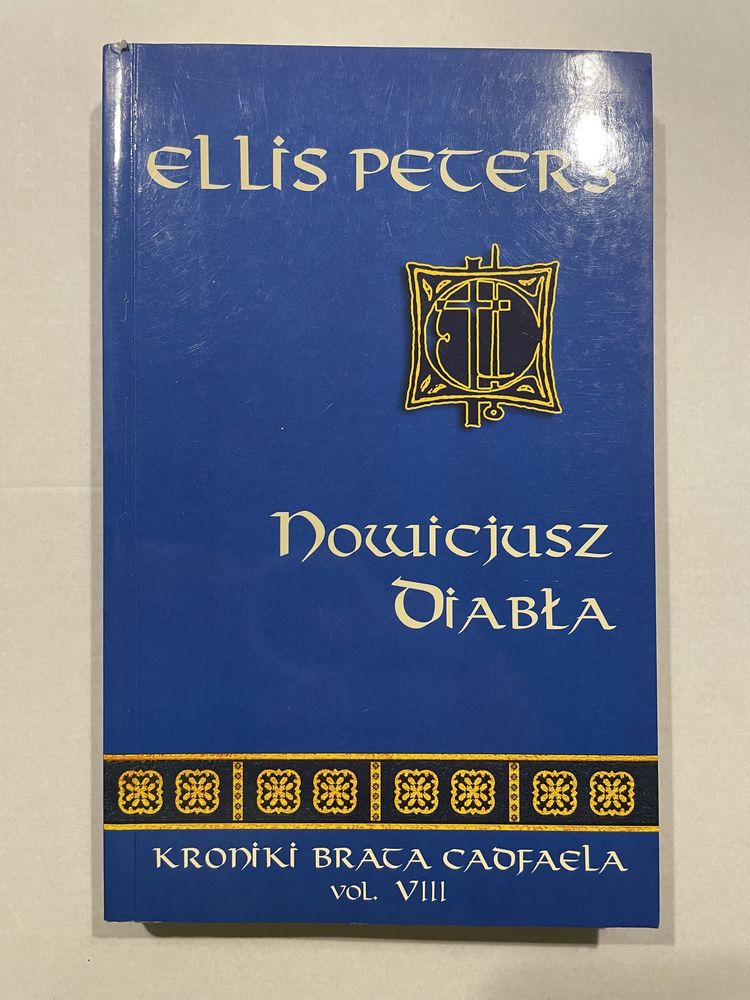 ELLIS PETERS
Nowicjusz
Diabła
KRONIKI BRATA CADFAELA
VOL. VIII